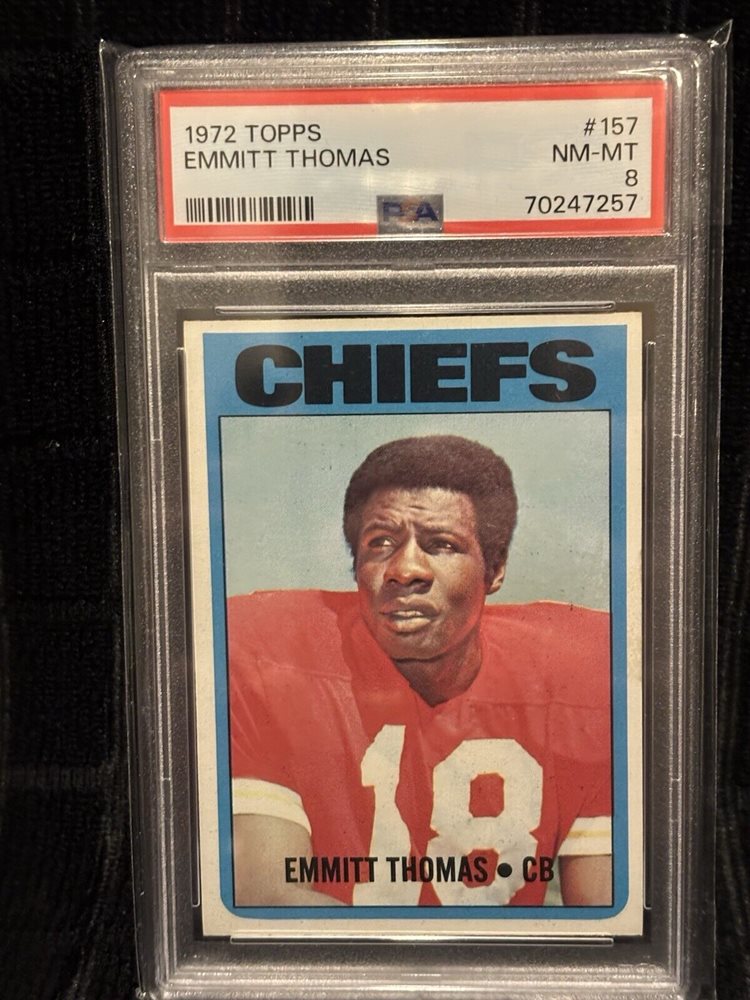 1972 TOPPS #157
EMMITT THOMAS NM-MT
8
PSA 70247257
CHIEFS
18
EMMITT THOMAS • CB